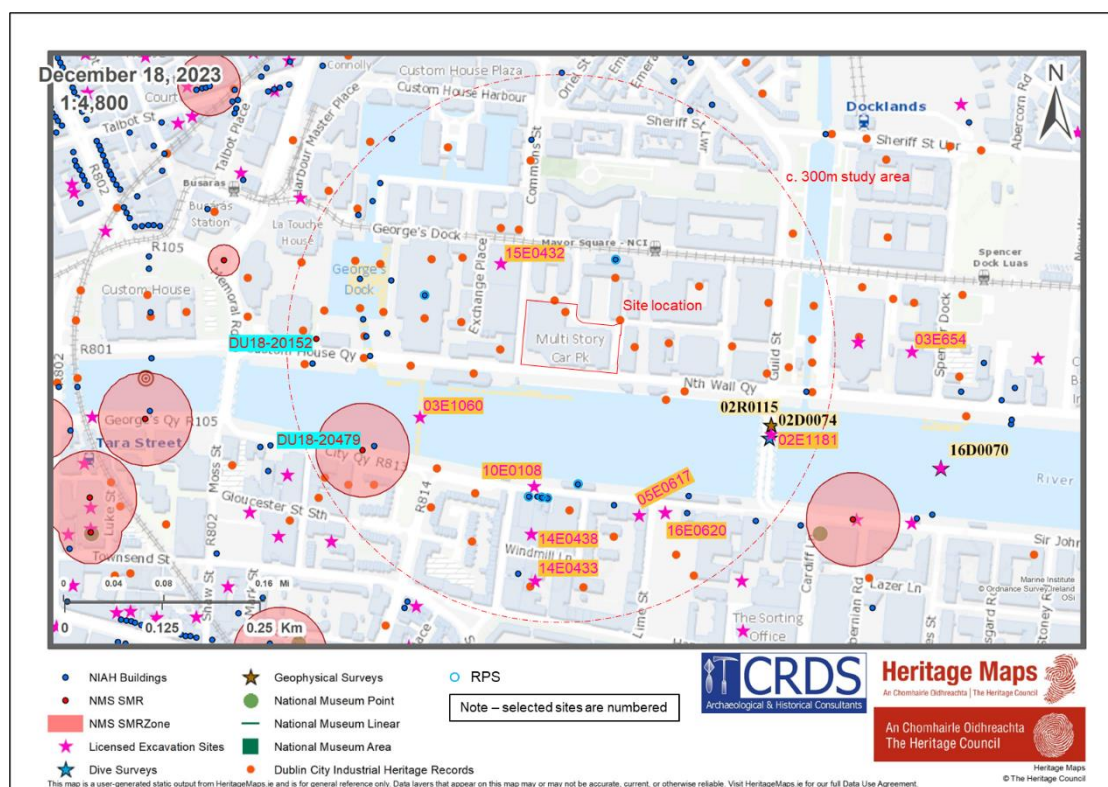 December 18, 2023
1:4,800
N
Connolly
Custom House Plaza
Custom House Harbour
Oriel St
Commons St
Sheriff St
Lwr
Docklands
Sheriff St Upr
Abercorn Rd
Court
Talbot St
Talbot Place
Harbour Master Place
R802
Busaras
Busaras
Station
La Touche
House
George's Dock
c. 300m study area
Mayor Square - NCI
Spencer
Dock Luas
15E0432
R105
Custom House
Memorial Rd
George's
Dock
Exchange Place
Site location
Multi Story
Car Pk
Guild St
Spencer Dock
03E654
R801
DU18-20152
Custom House Qy
Nth Wall Qy
R802
George's Qy
R105
03E1060
02R0115
02D0074
02E1181
16D0070
Tara Street
DU18-20479
City Qy
R813
River
Moss St
Luke St
R814
10E0108
05E0617
16E0620
Gloucester St Sth
14E0438
Windmill Ln
14E0433
Townsend St
R802
Shaw St
Mark St
Lime St
Cardiff Ln
Sir John
Lazer Ln
The Sorting
Office
Stoney Rd
Marine Institute
© Ordnance Survey Ireland
OSi
0 0.04 0.08 0.16 Mi
0 0.125 0.25 Km
NIAH Buildings
NMS SMR
NMS SMRZone
Licensed Excavation Sites
Dive Surveys
Geophysical Surveys
National Museum Point
National Museum Linear
National Museum Area
Dublin City Industrial Heritage Records
RPS
Note – selected sites are numbered
CRDS
Archaeological & Historical Consultants
Heritage Maps
An Chomhairle Oidhreachta | The Heritage Council
An Chomhairle Oidhreachta
The Heritage Council
Heritage Maps
© The Heritage Council
This map is a user-generated static output from HeritageMaps.ie and is for general reference only. Data layers that appear on this map may or may not be accurate, current, or otherwise reliable. Visit HeritageMaps.ie for our full Data Use Agreement.